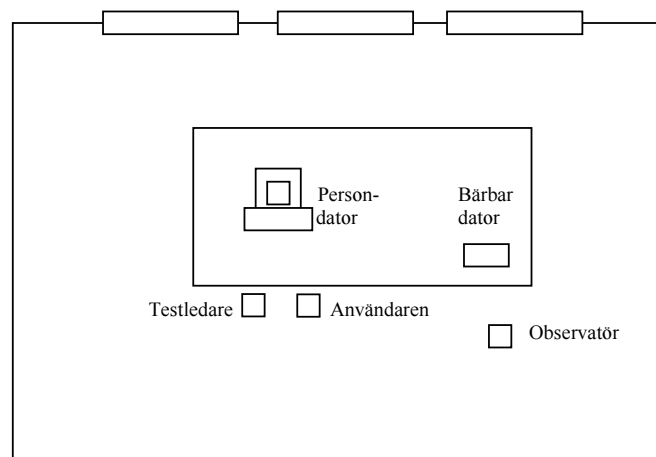 Person-
dator
Bärbar
dator
Testledare
Användaren
Observatör